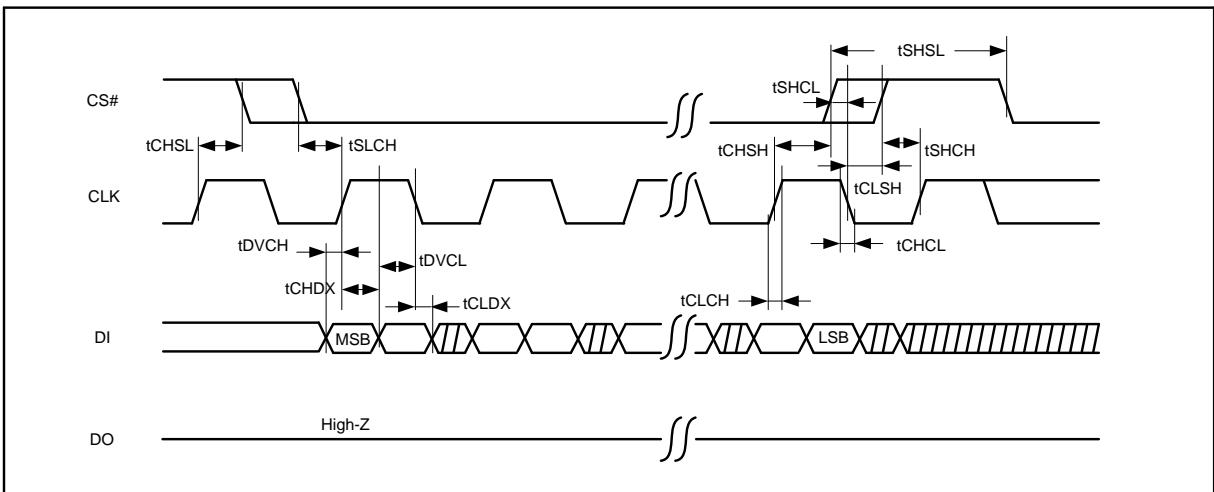 tSHSL
CS#
tSHCL
tCHSL
tSLCH
tCHSH
tSHCH
tCLSH
CLK
tDVCH
tDVCL
tCHCL
tCHDX
tCLDX
tCLCH
DI
MSB
LSB
High-Z
DO